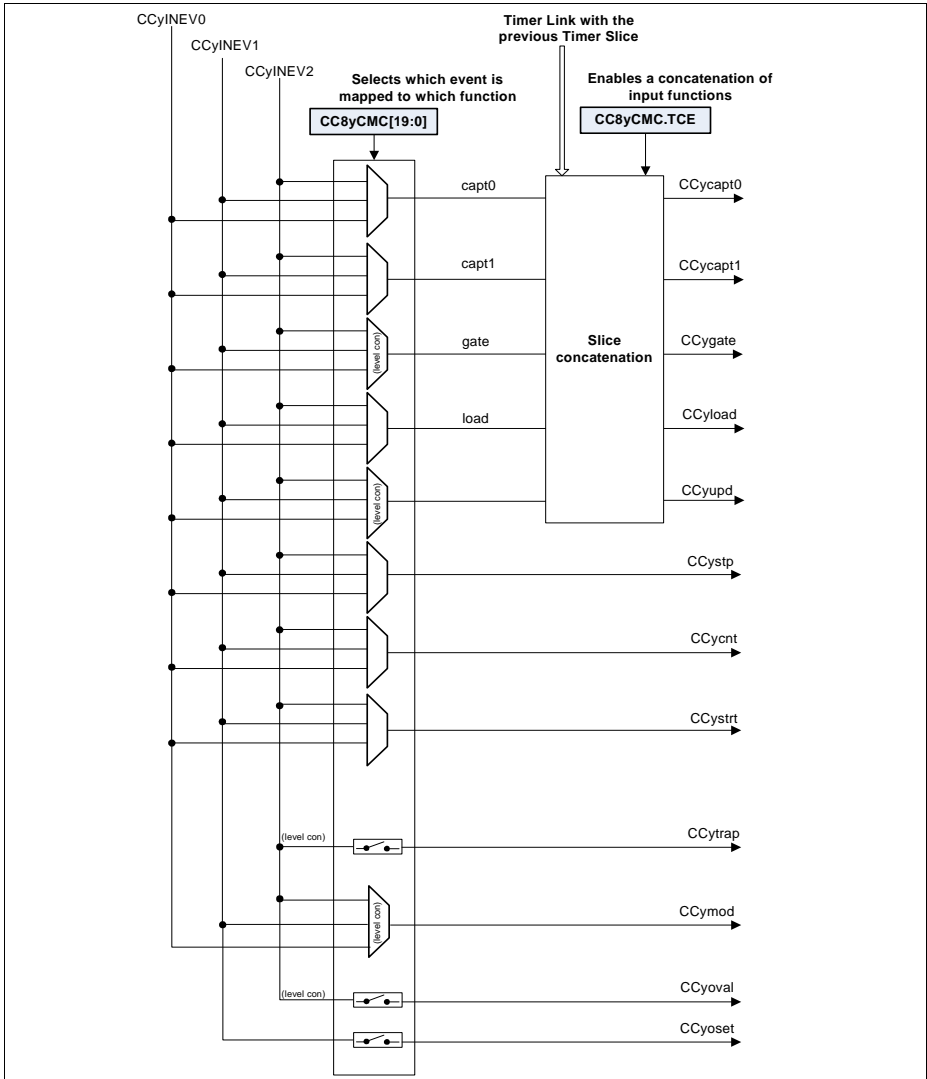 CCyINEV0
CCyINEV1
CCyINEV2
Timer Link with the
previous Timer Slice
Selects which event is
mapped to which function
Enables a concatenation of
input functions
CC8yCMC[19:0]
CC8yCMC.TCE
capt0
CCycapt0
capt1
CCycapt1
(level con)
gate
Slice
concatenation
CCygate
load
CCyload
(level con)
CCyupd
CCystp
CCycnt
CCystrt
(level con)
CCytrap
(level con)
CCymod
(level con)
CCyoval
CCyoset